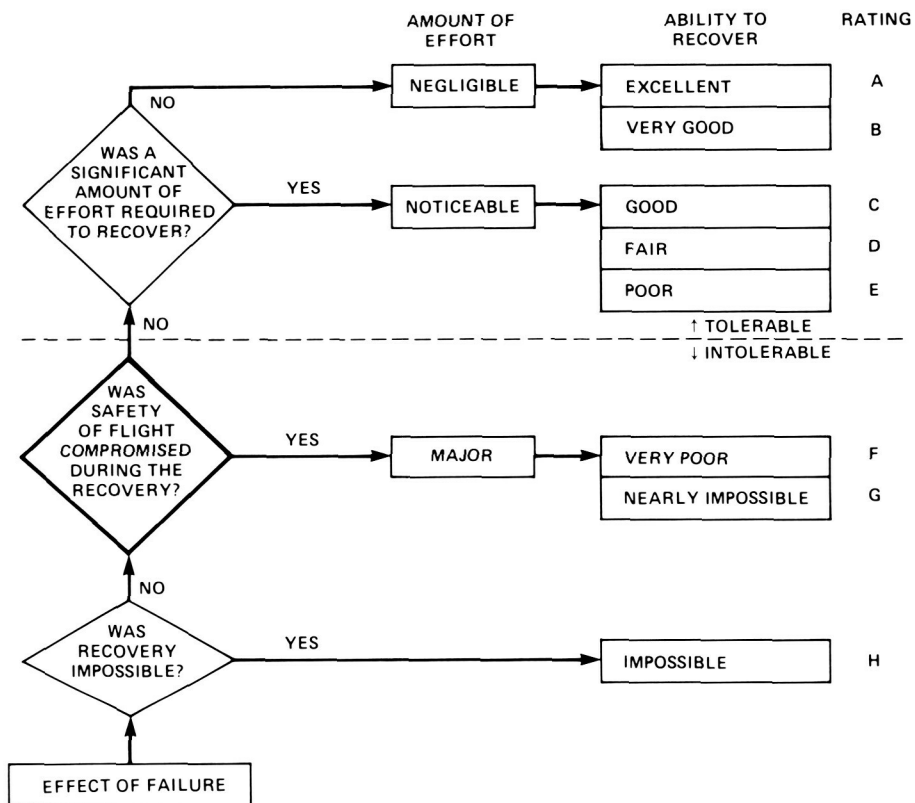 AMOUNT OF
EFFORT
ABILITY TO
RECOVER
RATING
NO
NEGLIGIBLE
EXCELLENT
A
VERY GOOD
B
WAS A
SIGNIFICANT
AMOUNT OF
EFFORT REQUIRED
TO RECOVER?
YES
NOTICEABLE
GOOD
C
FAIR
D
POOR
E
NO
↑ TOLERABLE
↓ INTOLERABLE
WAS
SAFETY
OF FLIGHT
COMPROMISED
DURING THE
RECOVERY?
YES
MAJOR
VERY POOR
F
NEARLY IMPOSSIBLE
G
NO
WAS
RECOVERY
IMPOSSIBLE?
YES
IMPOSSIBLE
H
EFFECT OF FAILURE